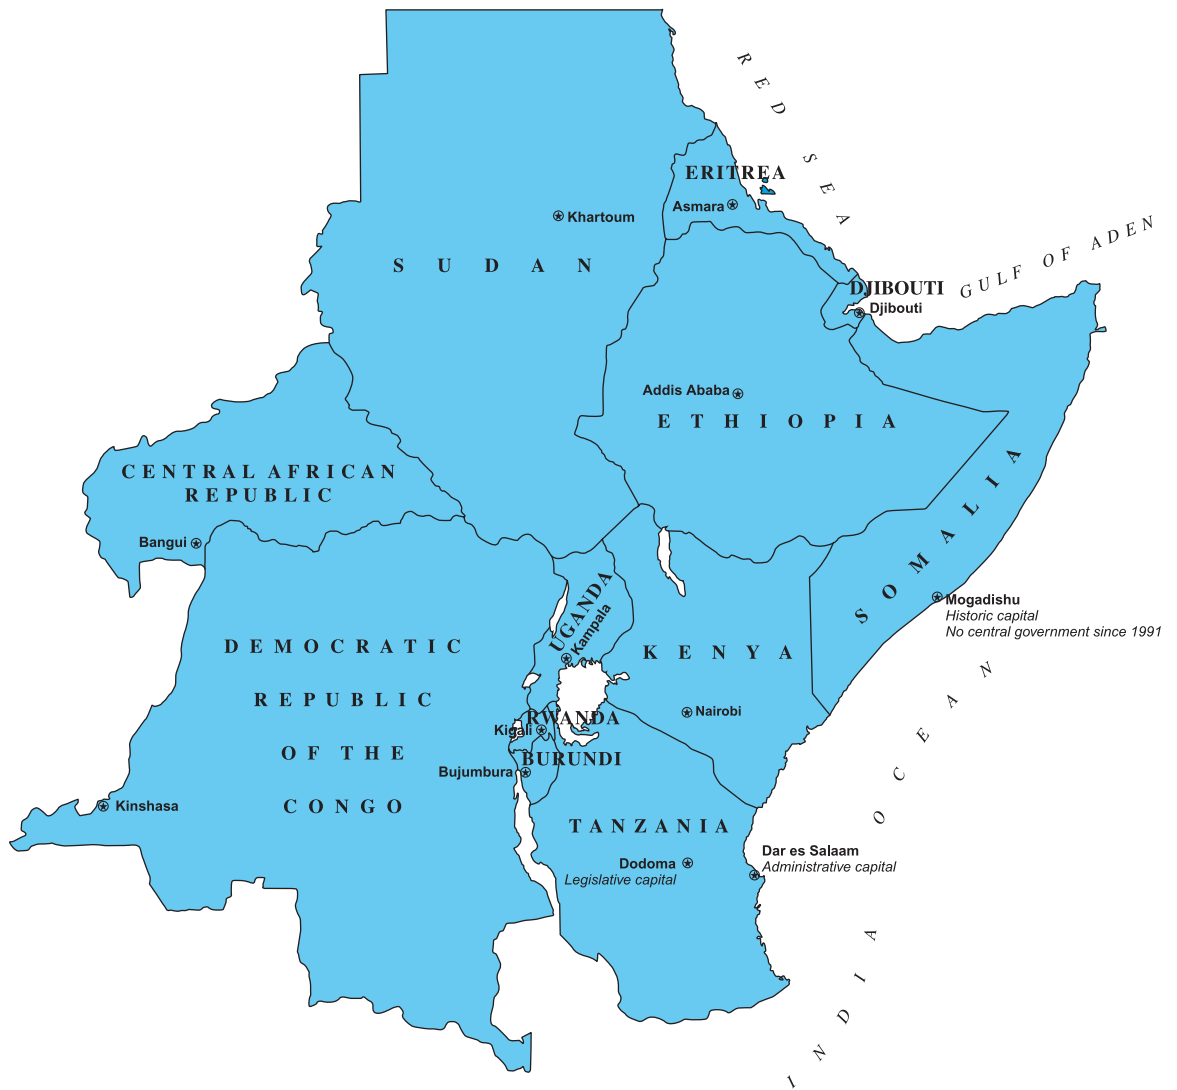 RED SEA
ERITREA
Asmara
Khartoum
SUDAN
GULF OF ADEN
DJIBOUTI
Djibouti
Addis Ababa
ETHIOPIA
CENTRAL AFRICAN
REPUBLIC
Bangui
SOMALIA
Mogadishu
Historic capital
No central government since 1991
UGANDA
Kampala
DEMOCRATIC
REPUBLIC
OF THE
CONGO
KENYA
Nairobi
RWANDA
Kigali
BURUNDI
Bujumbura
Kinshasa
TANZANIA
Dodoma
Legislative capital
Dar es Salaam
Administrative capital
INDIA OCEAN